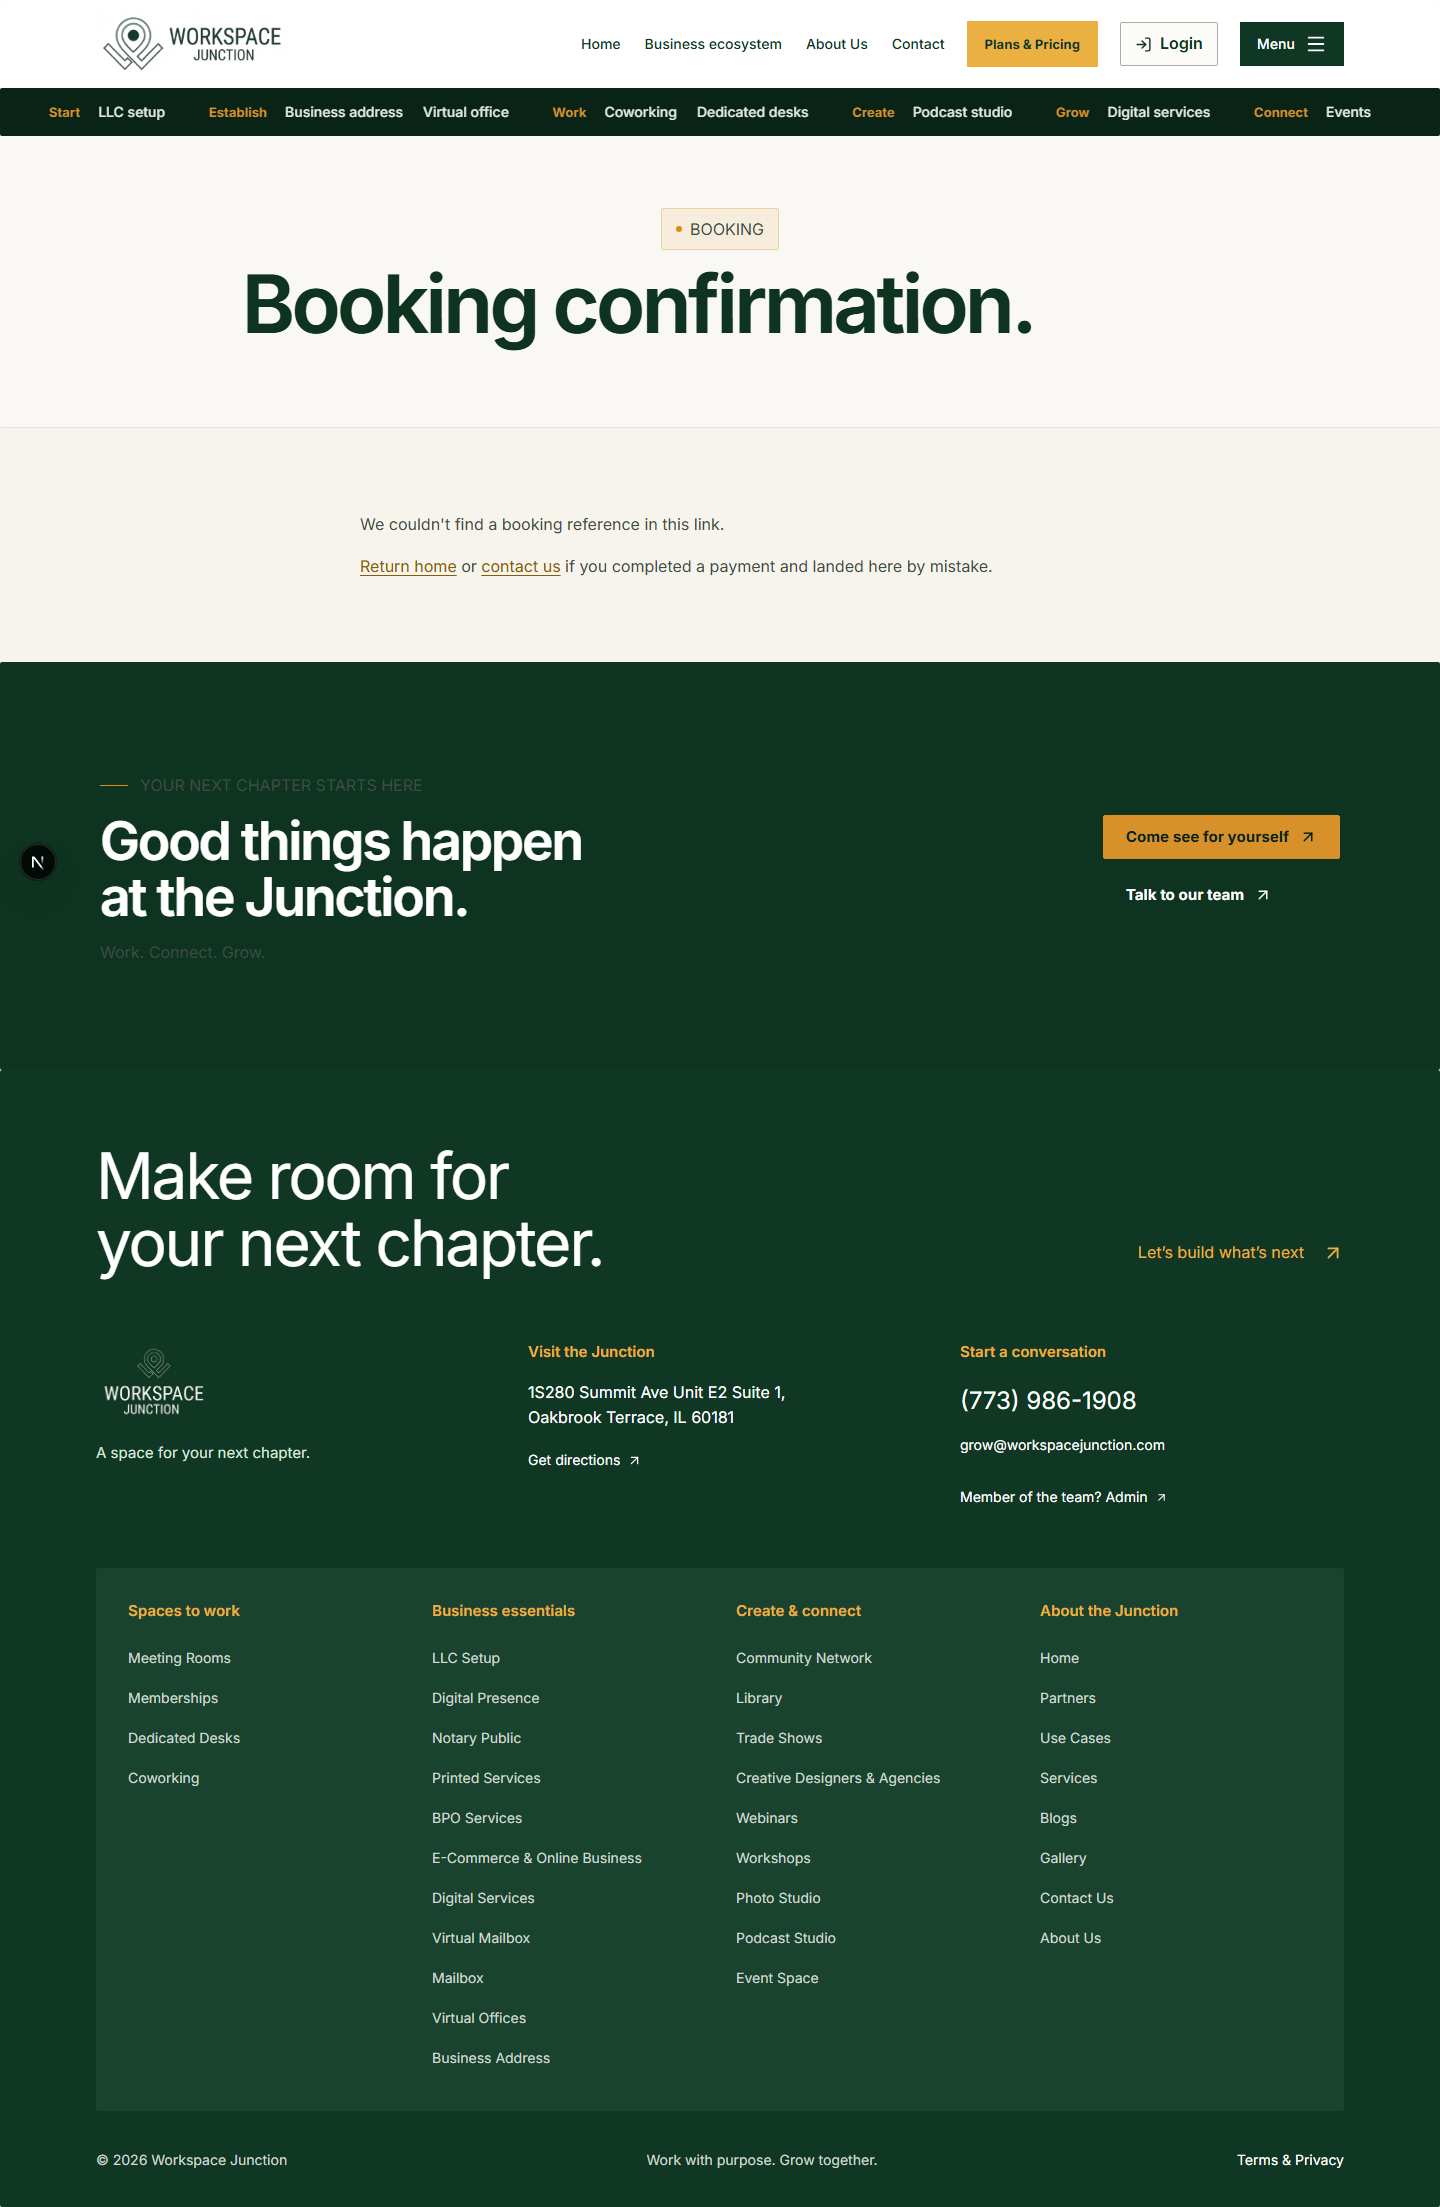 WORKSPACE
JUNCTION
Home Business ecosystem About Us Contact Plans & Pricing Login Menu
Start LLC setup Establish Business address Virtual office Work Coworking Dedicated desks Create Podcast studio Grow Digital services Connect Events
BOOKING
Booking confirmation.
We couldn't find a booking reference in this link.
Return home or contact us if you completed a payment and landed here by mistake.
YOUR NEXT CHAPTER STARTS HERE
Good things happen
at the Junction.
Work. Connect. Grow.
Come see for yourself
Talk to our team
N
Make room for
your next chapter.
Let’s build what’s next
WORKSPACE
JUNCTION
A space for your next chapter.
Visit the Junction
1S280 Summit Ave Unit E2 Suite 1,
Oakbrook Terrace, IL 60181
Get directions
Start a conversation
(773) 986-1908
grow@workspacejunction.com
Member of the team? Admin
Spaces to work
Meeting Rooms
Memberships
Dedicated Desks
Coworking
Business essentials
LLC Setup
Digital Presence
Notary Public
Printed Services
BPO Services
E-Commerce & Online Business
Digital Services
Virtual Mailbox
Mailbox
Virtual Offices
Business Address
Create & connect
Community Network
Library
Trade Shows
Creative Designers & Agencies
Webinars
Workshops
Photo Studio
Podcast Studio
Event Space
About the Junction
Home
Partners
Use Cases
Services
Blogs
Gallery
Contact Us
About Us
© 2026 Workspace Junction
Work with purpose. Grow together.
Terms & Privacy